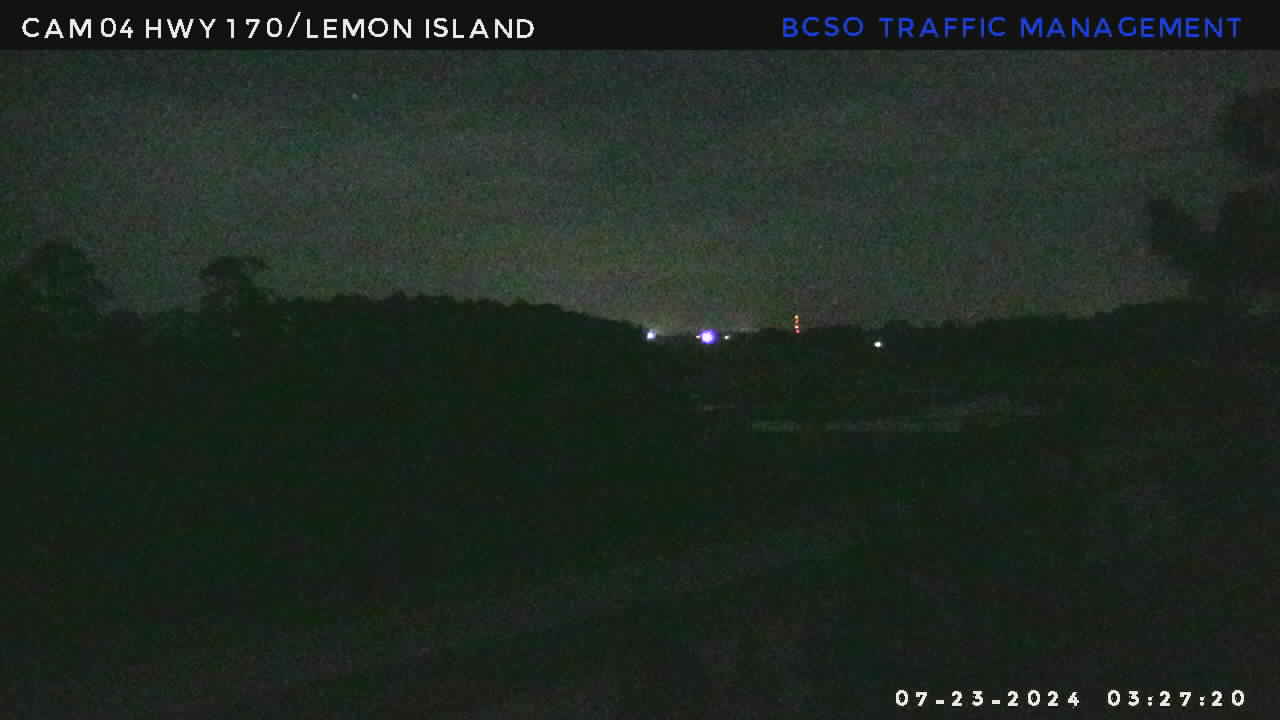 CAM04 HWY 170/LEMON ISLAND
BCSO TRAFFIC MANAGEMENT
07-23-2024 03:27:20